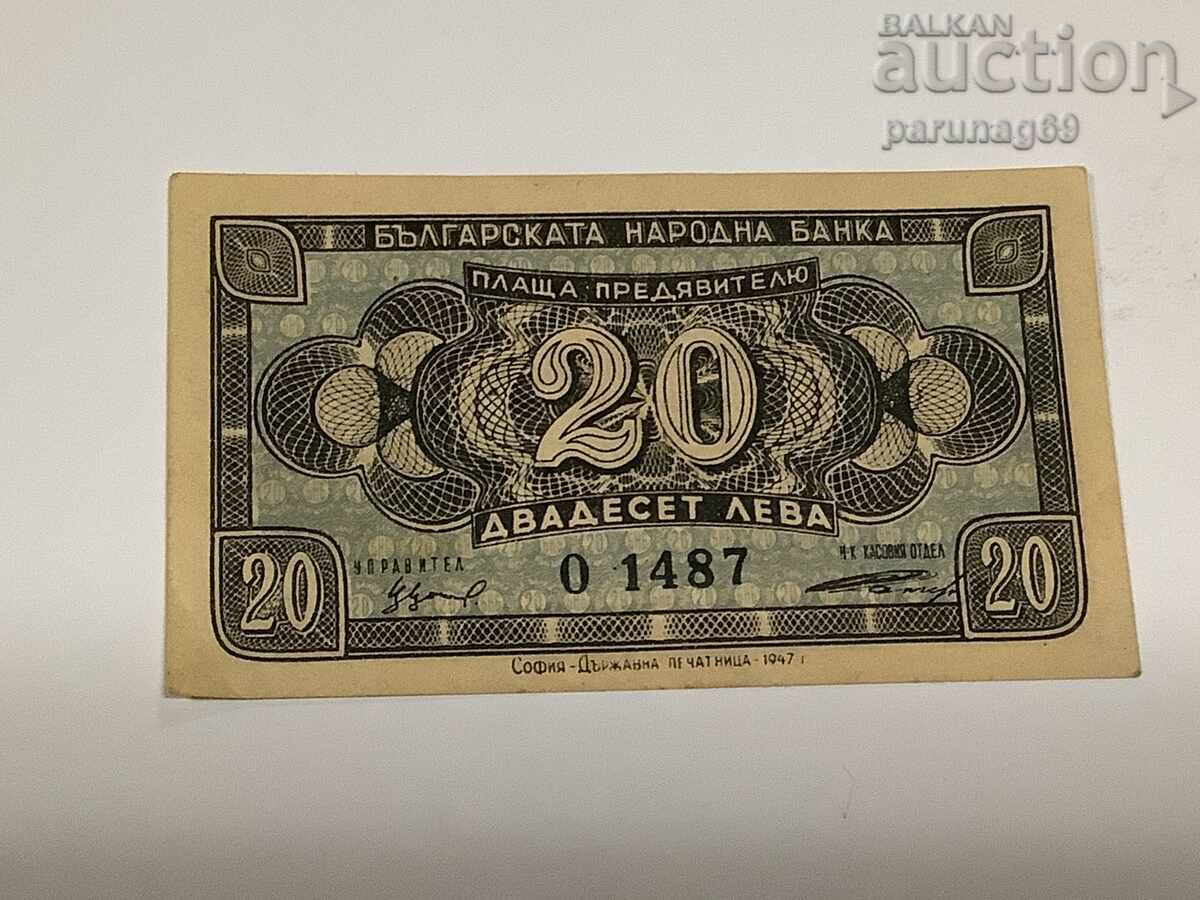 BALKAN
auction
parunag69
БЪЛГАРСКАТА НАРОДНА БАНКА
ПЛАЩА ПРЕДЯВИТЕЛЮ
20
ДВАДЕСЕТ ЛЕВА
УПРАВИТЕЛ
О 1487
Н-К КАСОВИЯ ОТДЕЛ
20
20
СОФИЯ - ДЪРЖАВНА ПЕЧАТНИЦА - 1947 г